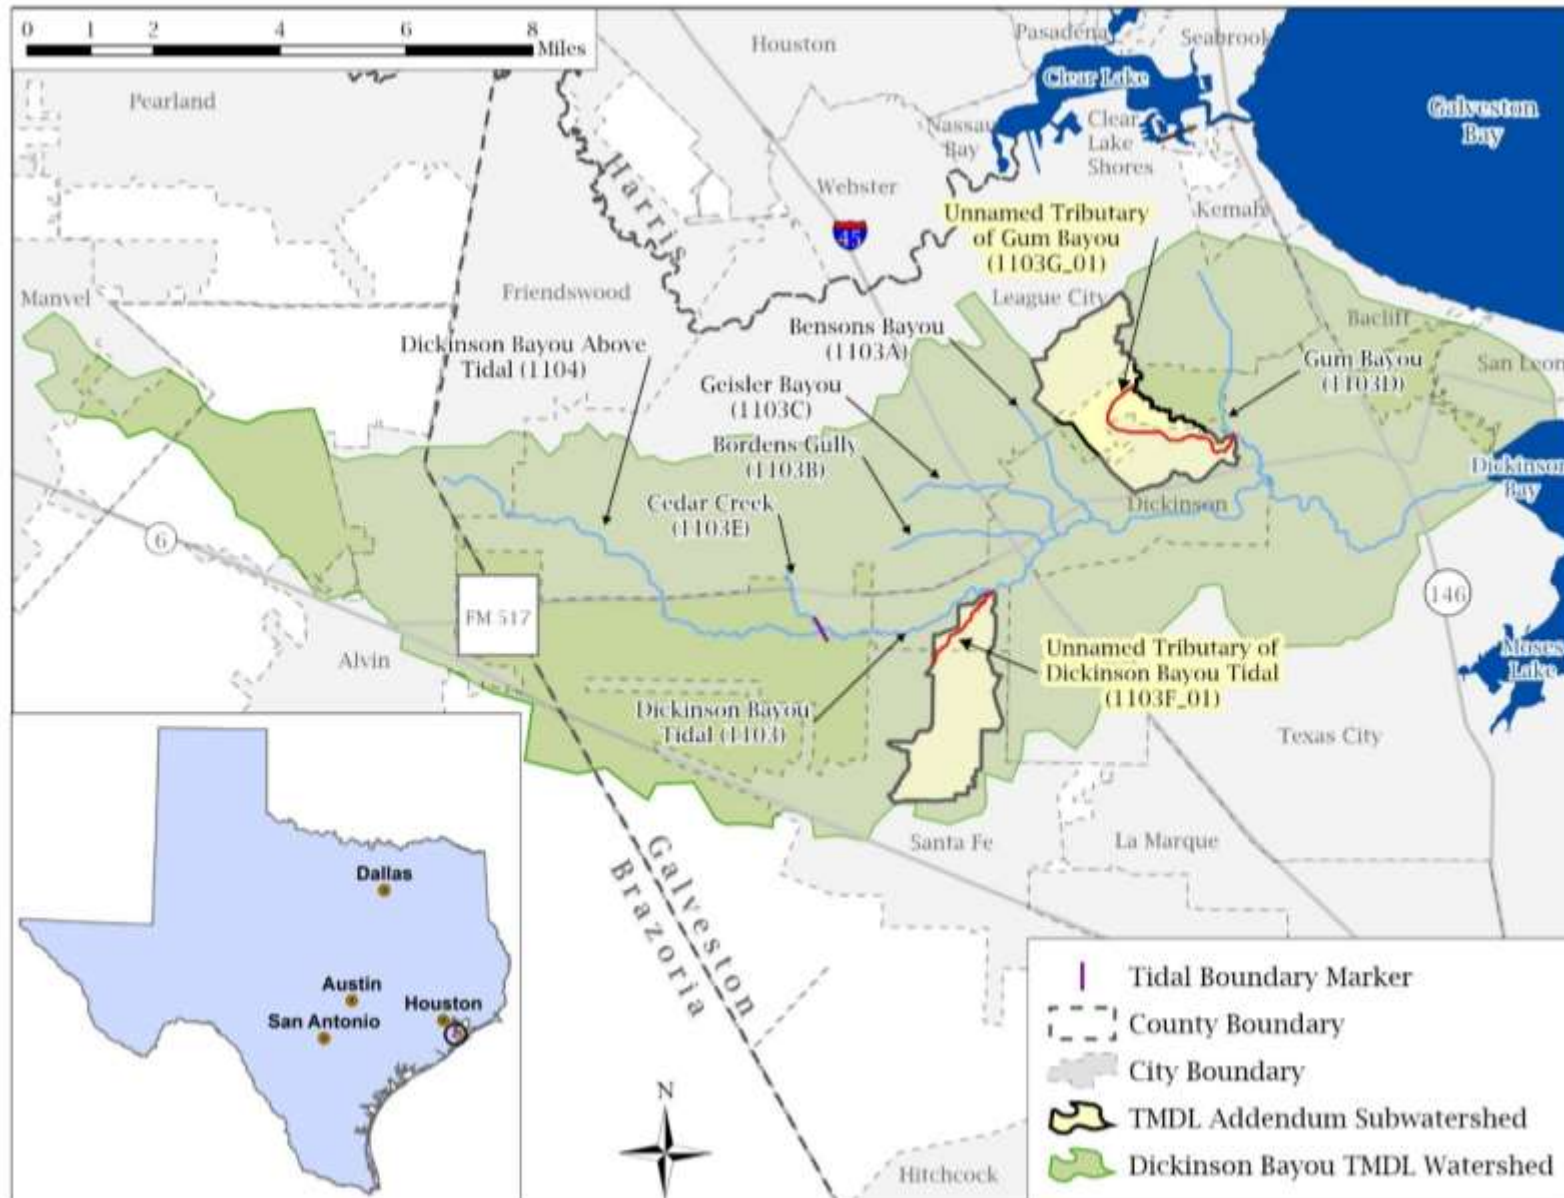 0 1 2 4 6 8
Miles
Houston
Pasadena
Seabrook
Pearland
Clear Lake
Galveston
Bay
Nassau
Bay
Clear
Lake
Shores
Harris
Webster
45
Kemah
Unnamed Tributary
of Gum Bayou
(1103G_01)
Manvel
Friendswood
League City
Bacliff
Bensons Bayou
(1103A)
Dickinson Bayou Above
Tidal (1104)
Gum Bayou
(1103D)
San Leon
Geisler Bayou
(1103C)
Bordens Gully
(1103B)
Dickinson
Bay
Cedar Creek
(1103E)
Dickinson
6
146
FM 517
Alvin
Unnamed Tributary of
Dickinson Bayou Tidal
(1103F_01)
Moses
Lake
Dickinson Bayou
Tidal (1103)
Texas City
Santa Fe
La Marque
Galveston
Brazoria
Dallas
Austin
Houston
San Antonio
N
Hitchcock
Tidal Boundary Marker
County Boundary
City Boundary
TMDL Addendum Subwatershed
Dickinson Bayou TMDL Watershed